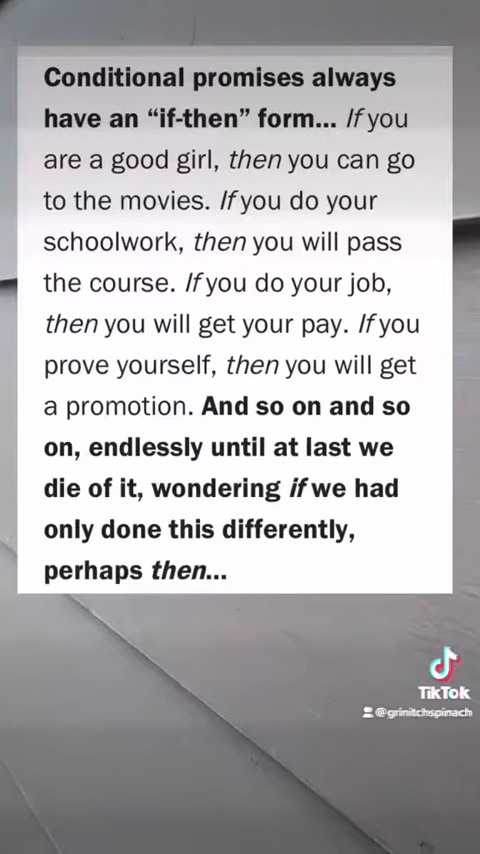 Conditional promises always
have an “if-then” form... If you
are a good girl, then you can go
to the movies. If you do your
schoolwork, then you will pass
the course. If you do your job,
then you will get your pay. If you
prove yourself, then you will get
a promotion. And so on and so
on, endlessly until at last we
die of it, wondering if we had
only done this differently,
perhaps then...
TikTok
@grinitchspinach